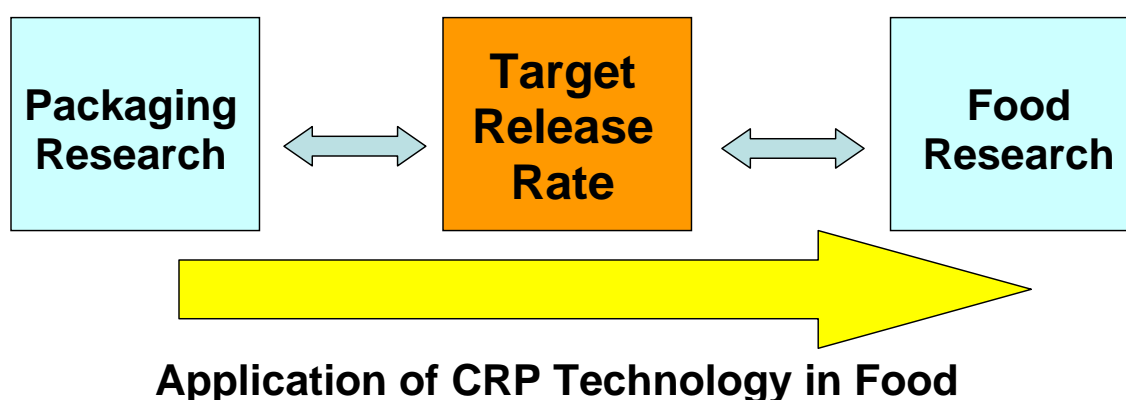 Packaging
Research
Target
Release
Rate
Food
Research
Application of CRP Technology in Food